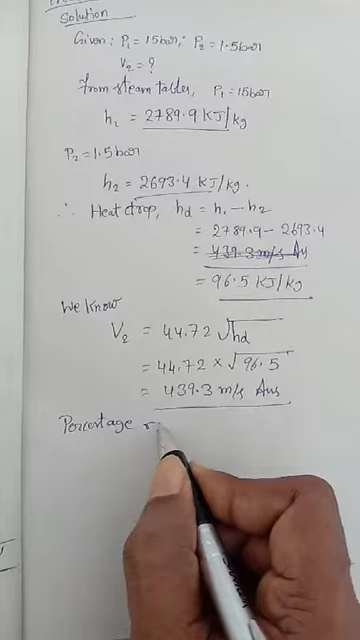 Solution
Given: P₁ = 15 bar; P₂ = 1.5 bar
V₂ = ?
from steam tables, P₁ = 15 bar
h₁ = 2789.9 KJ/kg
P₂ = 1.5 bar
h₂ = 2693.4 KJ/kg.
∴ Heat drop, hd = h₁ - h₂
= 2789.9 - 2693.4
= 439.3 m/s Ans
= 96.5 KJ/kg
We know
V₂ = 44.72 √hd
= 44.72 × √96.5
= 439.3 m/s Ans
Percentage